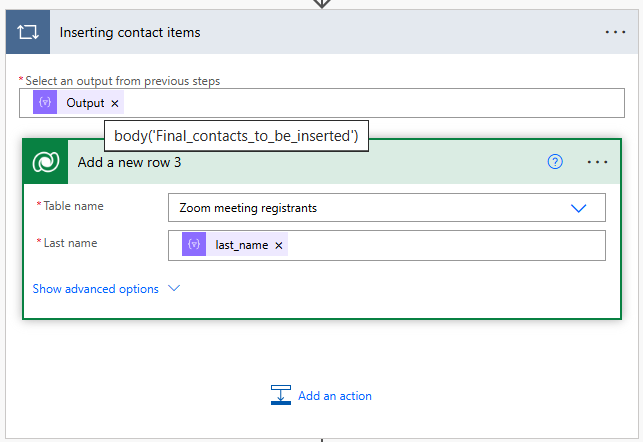 Inserting contact items
*Select an output from previous steps
Output ×
body('Final_contacts_to_be_inserted')
Add a new row 3
*Table name
Zoom meeting registrants
*Last name
last_name ×
Show advanced options
Add an action